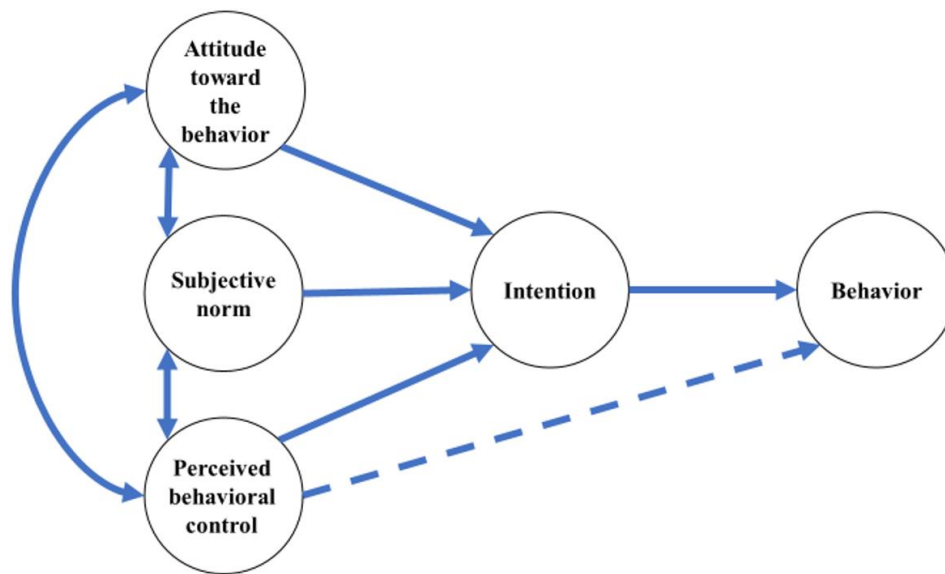 Attitude
toward
the
behavior
Subjective
norm
Intention
Behavior
Perceived
behavioral
control